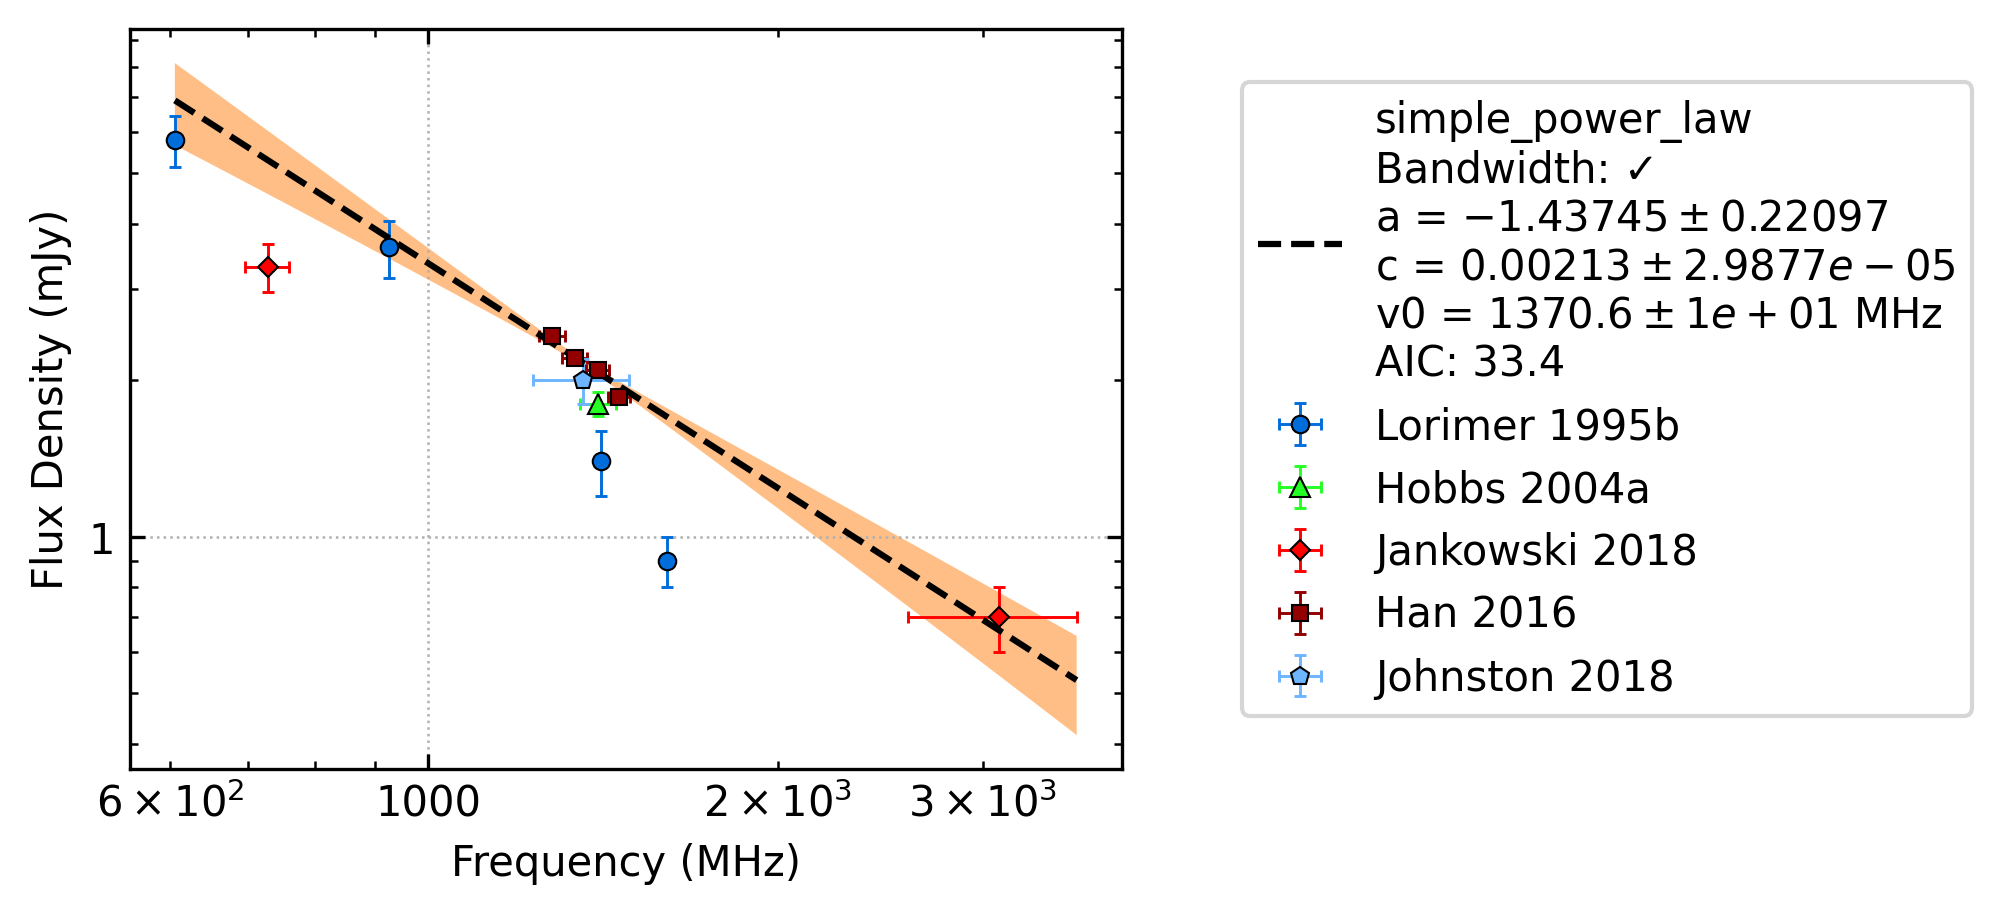 Flux Density (mJy)
1
6 × 10²
1000
2 × 10³
3 × 10³
Frequency (MHz)
simple_power_law
Bandwidth: ✓
a = −1.43745 ± 0.22097
c = 0.00213 ± 2.9877e − 05
v0 = 1370.6 ± 1e + 01 MHz
AIC: 33.4
Lorimer 1995b
Hobbs 2004a
Jankowski 2018
Han 2016
Johnston 2018